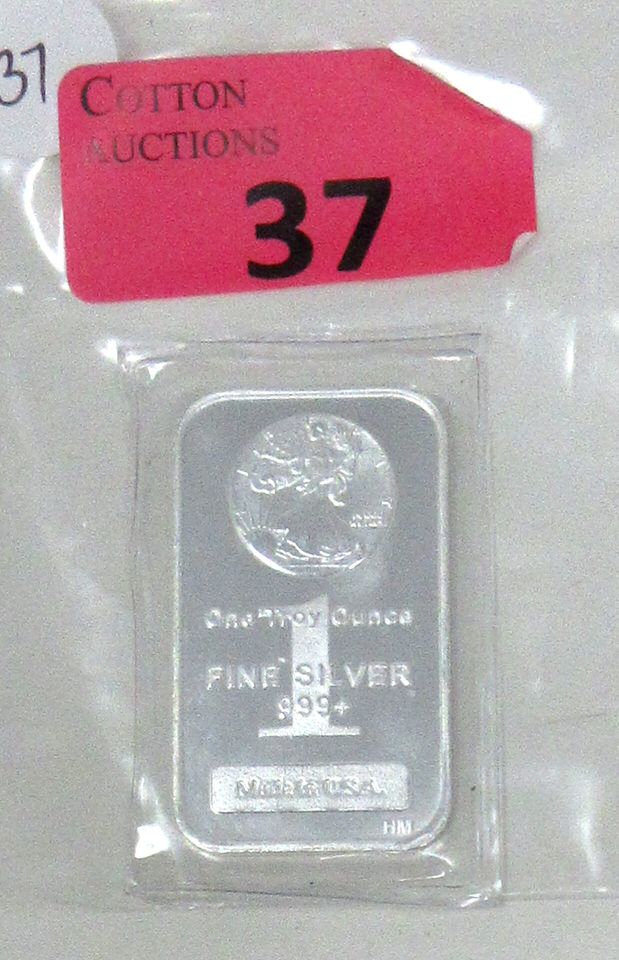 37
COTTON
AUCTIONS
37
One Troy Ounce
1
FINE SILVER
999+
Made in U.S.A.
HM